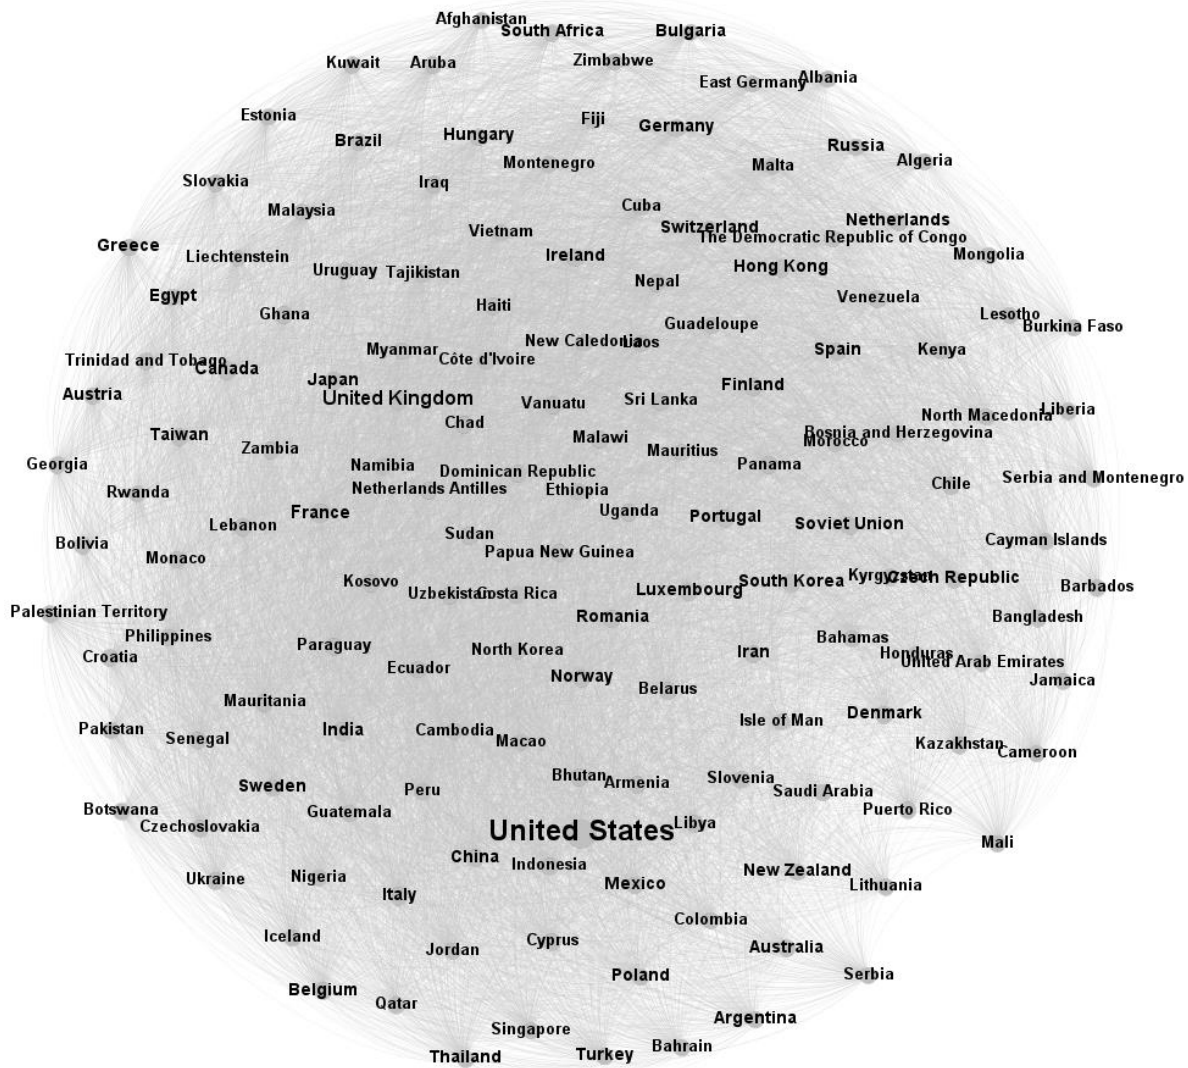 Afghanistan
South Africa
Bulgaria
Kuwait
Aruba
Zimbabwe
East Germany
Albania
Estonia
Fiji
Germany
Brazil
Hungary
Russia
Montenegro
Malta
Algeria
Slovakia
Iraq
Malaysia
Cuba
Greece
Vietnam
Switzerland
Netherlands
The Democratic Republic of Congo
Liechtenstein
Ireland
Mongolia
Uruguay
Tajikistan
Hong Kong
Nepal
Egypt
Venezuela
Ghana
Haiti
Lesotho
Guadeloupe
Burkina Faso
New Caledonia
Laos
Myanmar
Côte d'Ivoire
Spain
Kenya
Trinidad and Tobago
Canada
Japan
Finland
Austria
United Kingdom
Vanuatu
Sri Lanka
Liberia
Chad
North Macedonia
Taiwan
Malawi
Bosnia and Herzegovina
Morocco
Zambia
Mauritius
Georgia
Namibia
Dominican Republic
Panama
Serbia and Montenegro
Rwanda
Netherlands Antilles
Ethiopia
Chile
France
Uganda
Portugal
Lebanon
Soviet Union
Bolivia
Sudan
Cayman Islands
Monaco
Papua New Guinea
Kosovo
South Korea
Kyrgyzstan
Czech Republic
Uzbekistan
Costa Rica
Luxembourg
Barbados
Palestinian Territory
Romania
Bangladesh
Philippines
Paraguay
North Korea
Iran
Bahamas
Honduras
Croatia
Ecuador
United Arab Emirates
Norway
Belarus
Jamaica
Mauritania
Pakistan
Senegal
India
Cambodia
Macao
Isle of Man
Denmark
Kazakhstan
Cameroon
Sweden
Peru
Bhutan
Armenia
Slovenia
Saudi Arabia
Botswana
Guatemala
Puerto Rico
Czechoslovakia
United States
Libya
Mali
China
Indonesia
Ukraine
Nigeria
Italy
Mexico
New Zealand
Lithuania
Iceland
Jordan
Cyprus
Colombia
Australia
Belgium
Qatar
Poland
Serbia
Singapore
Argentina
Thailand
Turkey
Bahrain